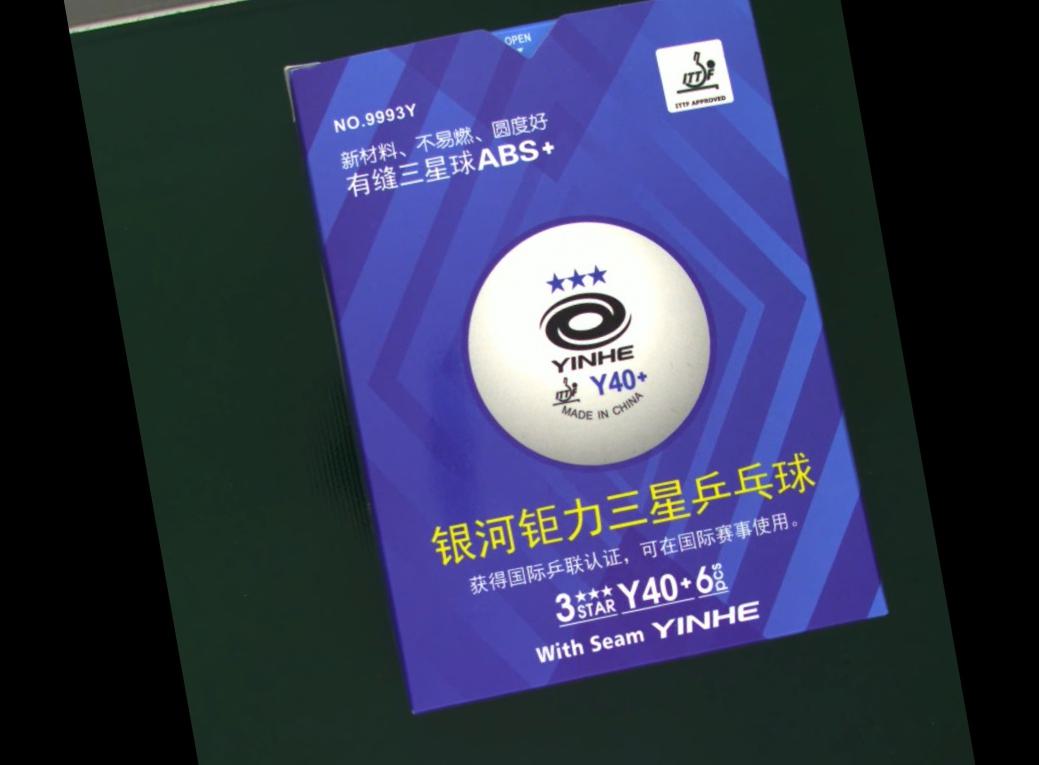 OPEN
ITTF
ITTF APPROVED
NO.9993Y
新材料、不易燃、圆度好
有缝三星球ABS+
YINHE
ITTF Y40+
MADE IN CHINA
银河钜力三星乒乓球
获得国际乒联认证，可在国际赛事使用。
3★★★STAR Y40+6pcs
With Seam YINHE